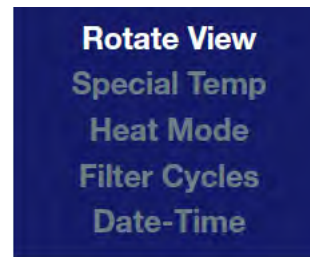 Rotate View
Special Temp
Heat Mode
Filter Cycles
Date-Time